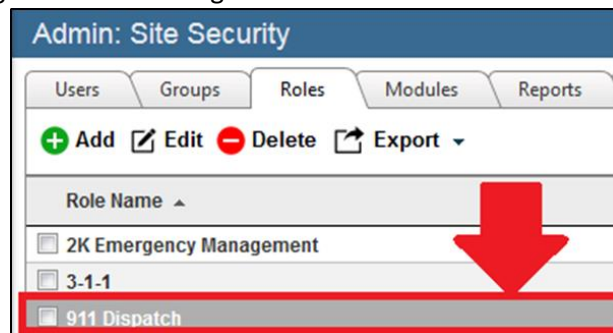 Admin: Site Security
Users Groups Roles Modules Reports
Add Edit Delete Export
Role Name
2K Emergency Management
3-1-1
911 Dispatch